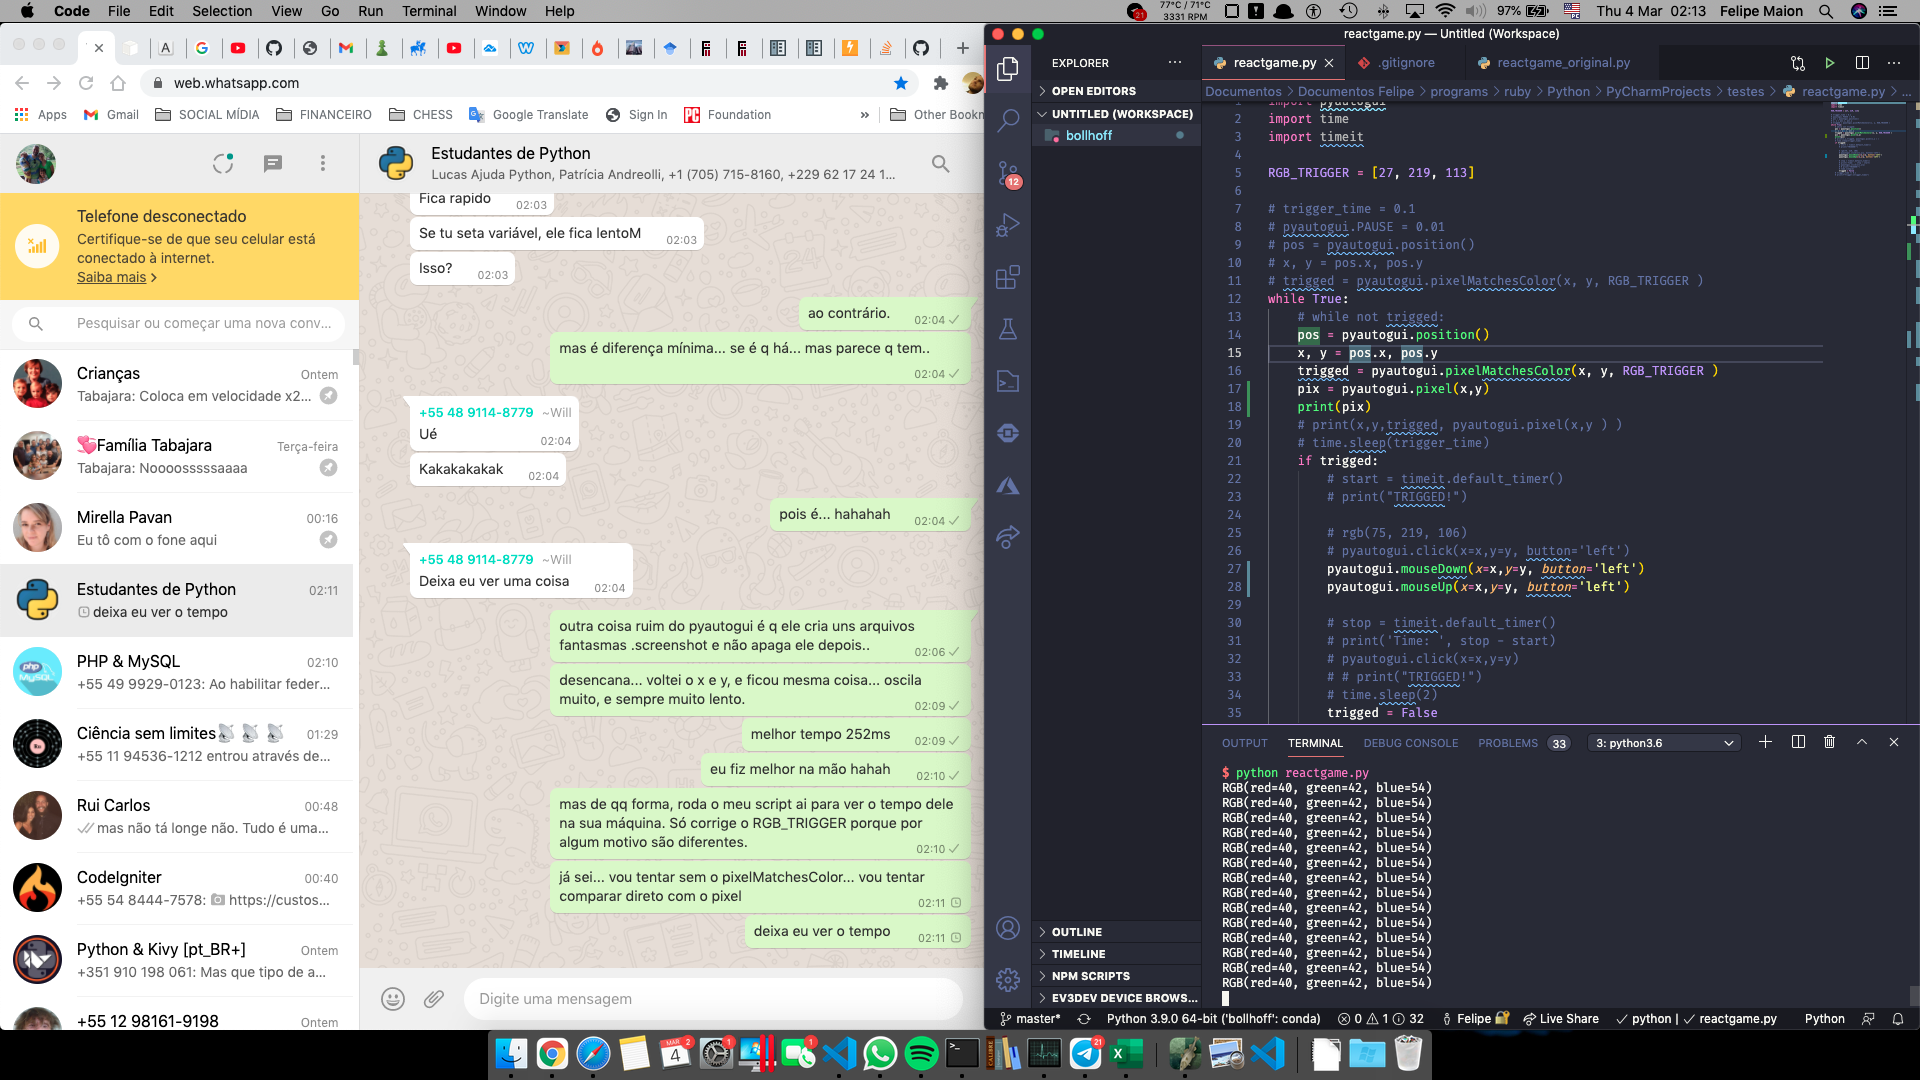 Code File Edit Selection View Go Run Terminal Window Help
21
77°C / 71°C
3331 RPM
97%
Thu 4 Mar 02:13 Felipe Maion
web.whatsapp.com
Apps Gmail SOCIAL MÍDIA FINANCEIRO CHESS Google Translate Sign In Foundation » Other Bookn
Telefone desconectado
Certifique-se de que seu celular está
conectado à internet.
Saiba mais >
Pesquisar ou começar uma nova conv...
Crianças Ontem
Tabajara: Coloca em velocidade x2...
💞Família Tabajara Terça-feira
Tabajara: Noooosssssaaaa
Mirella Pavan 00:16
Eu tô com o fone aqui
Estudantes de Python 02:11
deixa eu ver o tempo
PHP & MySQL 02:10
+55 49 9929-0123: Ao habilitar feder...
Ciência sem limites📡 📡 📡 01:29
+55 11 94536-1212 entrou através de...
Rui Carlos 00:48
mas não tá longe não. Tudo é uma...
CodeIgniter 00:40
+55 54 8444-7578: 📷 https://custos...
Python & Kivy [pt_BR+] Ontem
+351 910 198 061: Mas que tipo de a...
+55 12 98161-9198 Ontem
Estudantes de Python
Lucas Ajuda Python, Patrícia Andreolli, +1 (705) 715-8160, +229 62 17 24 1...
Fica rapido 02:03
Se tu seta variável, ele fica lentoM 02:03
Isso? 02:03
ao contrário. 02:04
mas é diferença mínima... se é q há... mas parece q tem..
02:04
+55 48 9114-8779 ~Will
Ué 02:04
Kakakakakak 02:04
pois é... hahahah 02:04
+55 48 9114-8779 ~Will
Deixa eu ver uma coisa 02:04
outra coisa ruim do pyautogui é q ele cria uns arquivos
fantasmas .screenshot e não apaga ele depois.. 02:06
desencana... voltei o x e y, e ficou mesma coisa... oscila
muito, e sempre muito lento. 02:09
melhor tempo 252ms 02:09
eu fiz melhor na mão hahah 02:10
mas de qq forma, roda o meu script ai para ver o tempo dele
na sua máquina. Só corrige o RGB_TRIGGER porque por
algum motivo são diferentes. 02:10
já sei... vou tentar sem o pixelMatchesColor... vou tentar
comparar direto com o pixel 02:11
deixa eu ver o tempo 02:11
Digite uma mensagem
reactgame.py — Untitled (Workspace)
EXPLORER ···
OPEN EDITORS
UNTITLED (WORKSPACE)
bollhoff
12
OUTLINE
TIMELINE
NPM SCRIPTS
EV3DEV DEVICE BROWS...
reactgame.py .gitignore reactgame_original.py
Documentos > Documentos Felipe > programs > ruby > Python > PyCharmProjects > testes > reactgame.py > ...
1 import pyautogui
2 import time
3 import timeit
4
5 RGB_TRIGGER = [27, 219, 113]
6
7 # trigger_time = 0.1
8 # pyautogui.PAUSE = 0.01
9 # pos = pyautogui.position()
10 # x, y = pos.x, pos.y
11 # trigged = pyautogui.pixelMatchesColor(x, y, RGB_TRIGGER )
12 while True:
13 # while not trigged:
14 pos = pyautogui.position()
15 x, y = pos.x, pos.y
16 trigged = pyautogui.pixelMatchesColor(x, y, RGB_TRIGGER )
17 pix = pyautogui.pixel(x,y)
18 print(pix)
19 # print(x,y,trigged, pyautogui.pixel(x,y ) )
20 # time.sleep(trigger_time)
21 if trigged:
22 # start = timeit.default_timer()
23 # print("TRIGGED!")
24
25 # rgb(75, 219, 106)
26 # pyautogui.click(x=x,y=y, button='left')
27 pyautogui.mouseDown(x=x,y=y, button='left')
28 pyautogui.mouseUp(x=x,y=y, button='left')
29
30 # stop = timeit.default_timer()
31 # print('Time: ', stop - start)
32 # pyautogui.click(x=x,y=y)
33 # # print("TRIGGED!")
34 # time.sleep(2)
35 trigged = False
OUTPUT TERMINAL DEBUG CONSOLE PROBLEMS 33 3: python3.6
$ python reactgame.py
RGB(red=40, green=42, blue=54)
RGB(red=40, green=42, blue=54)
RGB(red=40, green=42, blue=54)
RGB(red=40, green=42, blue=54)
RGB(red=40, green=42, blue=54)
RGB(red=40, green=42, blue=54)
RGB(red=40, green=42, blue=54)
RGB(red=40, green=42, blue=54)
RGB(red=40, green=42, blue=54)
RGB(red=40, green=42, blue=54)
RGB(red=40, green=42, blue=54)
RGB(red=40, green=42, blue=54)
RGB(red=40, green=42, blue=54)
RGB(red=40, green=42, blue=54)
master* Python 3.9.0 64-bit ('bollhoff': conda) 0 1 32 Felipe 🔐 Live Share python | reactgame.py Python
MAR 4 2 1 1 21